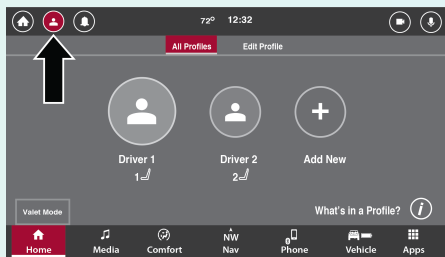 72° 12:32
All Profiles Edit Profile
Driver 1 Driver 2 Add New
1 2
What's in a Profile? i
Valet Mode
NW
Home Media Comfort Nav Phone Vehicle Apps